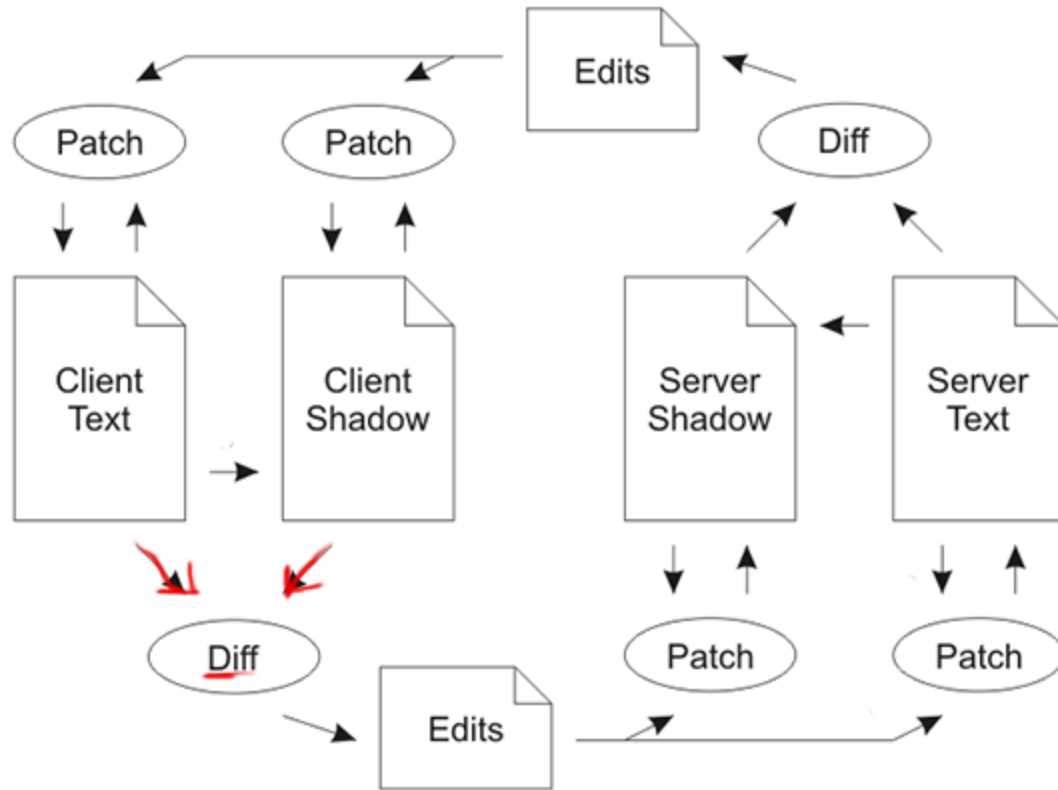 Edits
Patch
Patch
Diff
Client
Text
Client
Shadow
Server
Shadow
Server
Text
Diff
Patch
Patch
Edits